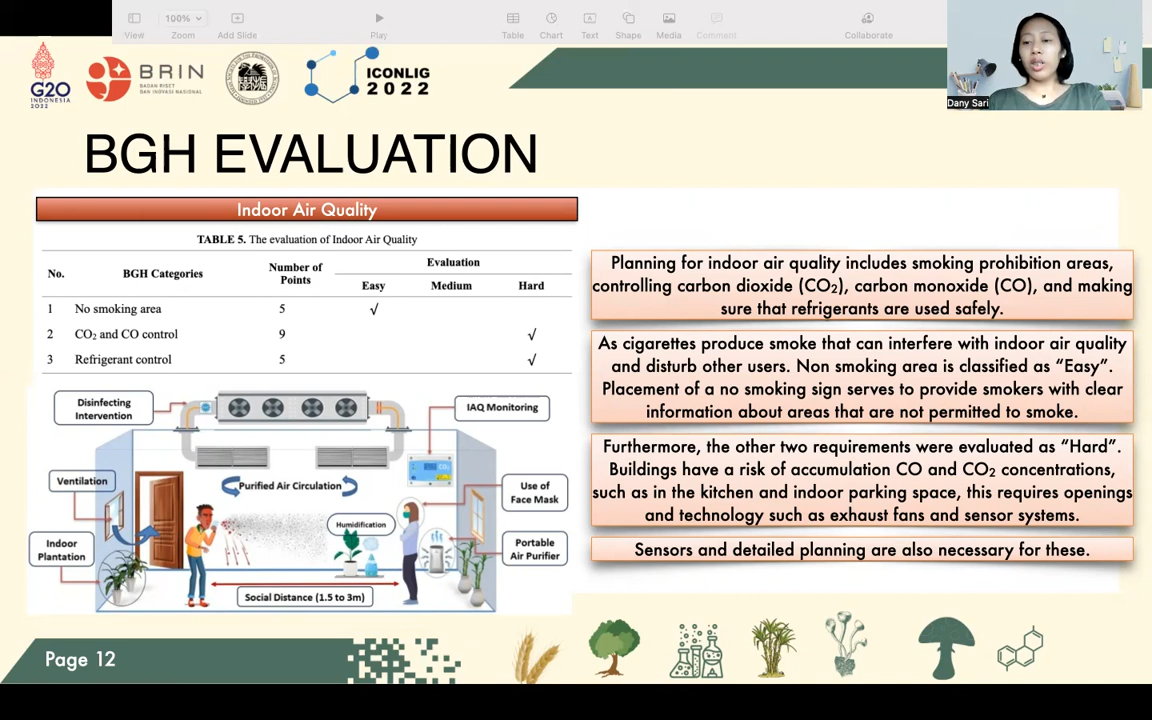 100%
View
Zoom
Add Slide
Play
Table
Chart
Text
Shape
Media
Comment
Collaborate
G20
INDONESIA
2022
BRIN
BADAN RISET
DAN INOVASI NASIONAL
ICONLIG
2022
Dany Sari
BGH EVALUATION
Indoor Air Quality
TABLE 5. The evaluation of Indoor Air Quality
No. BGH Categories Number of Points Evaluation
Easy Medium Hard
1 No smoking area 5 √
2 CO₂ and CO control 9 √
3 Refrigerant control 5 √
Disinfecting
Intervention
IAQ Monitoring
CO₂
Ventilation
Purified Air Circulation
Use of
Face Mask
Humidification
Indoor
Plantation
Portable
Air Purifier
Social Distance (1.5 to 3m)
Planning for indoor air quality includes smoking prohibition areas,
controlling carbon dioxide (CO₂), carbon monoxide (CO), and making
sure that refrigerants are used safely.
As cigarettes produce smoke that can interfere with indoor air quality
and disturb other users. Non smoking area is classified as “Easy”.
Placement of a no smoking sign serves to provide smokers with clear
information about areas that are not permitted to smoke.
Furthermore, the other two requirements were evaluated as “Hard”.
Buildings have a risk of accumulation CO and CO₂ concentrations,
such as in the kitchen and indoor parking space, this requires openings
and technology such as exhaust fans and sensor systems.
Sensors and detailed planning are also necessary for these.
Page 12